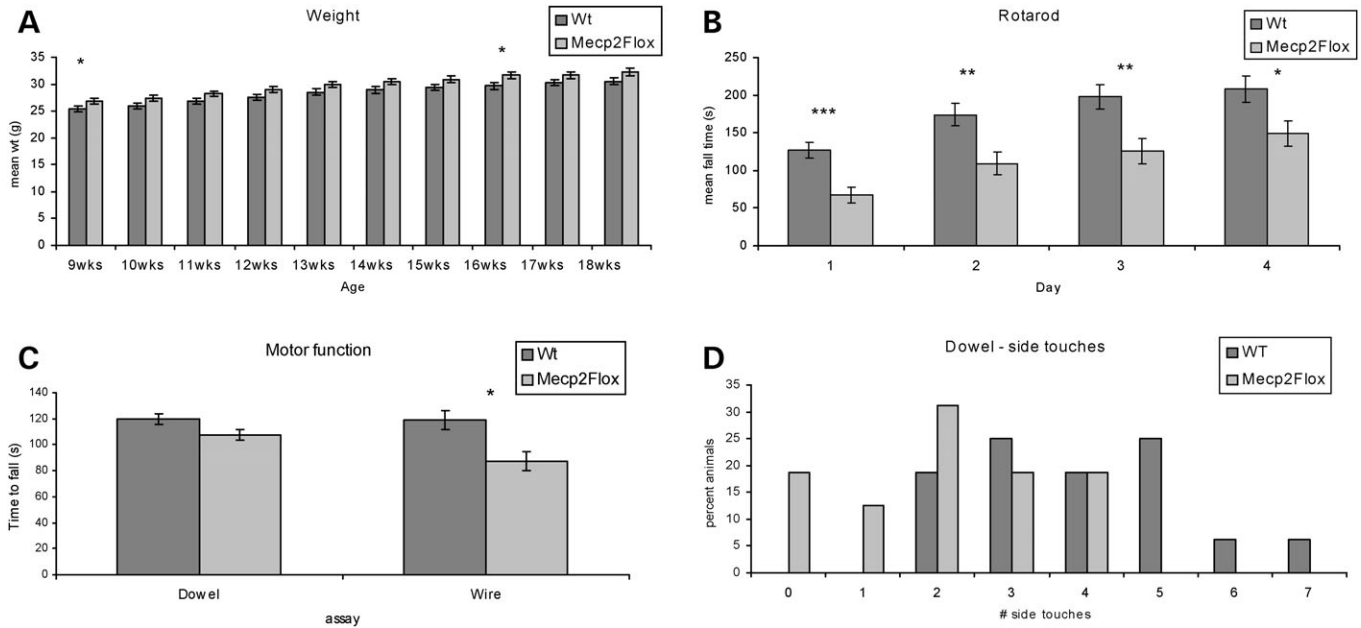 A
Weight
Wt
Mecp2Flox
*
*
35
30
25
20
15
10
5
0
mean wt (g)
9wks 10wks 11wks 12wks 13wks 14wks 15wks 16wks 17wks 18wks
Age
B
Rotarod
Wt
Mecp2Flox
250
200
150
100
50
0
mean fall time (s)
***
**
**
*
1 2 3 4
Day
C
Motor function
Wt
Mecp2Flox
140
120
100
80
60
40
20
0
Time to fall (s)
*
Dowel Wire
assay
D
Dowel - side touches
WT
Mecp2Flox
35
30
25
20
15
10
5
0
percent animals
0 1 2 3 4 5 6 7
# side touches